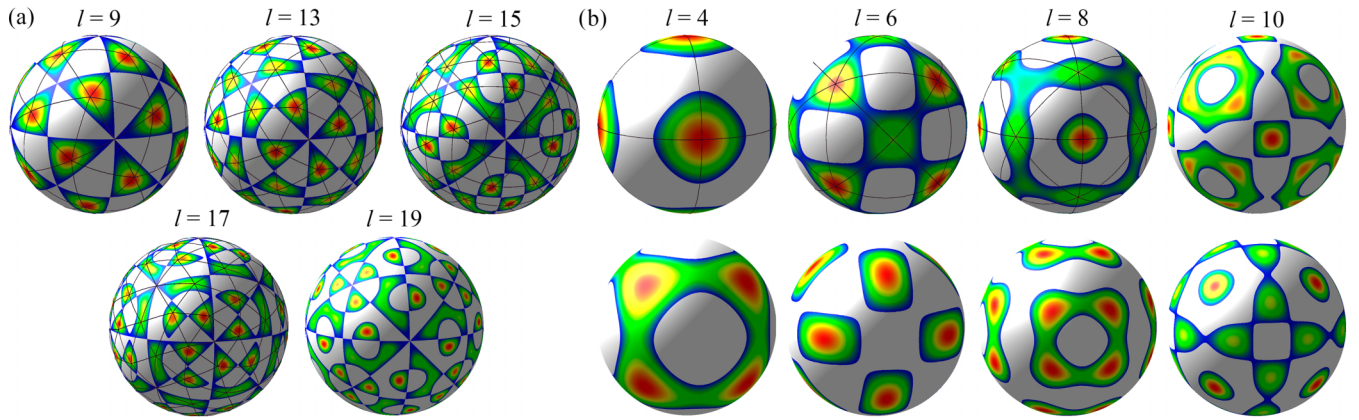 (a) l = 9 l = 13 l = 15 (b) l = 4 l = 6 l = 8 l = 10
l = 17 l = 19